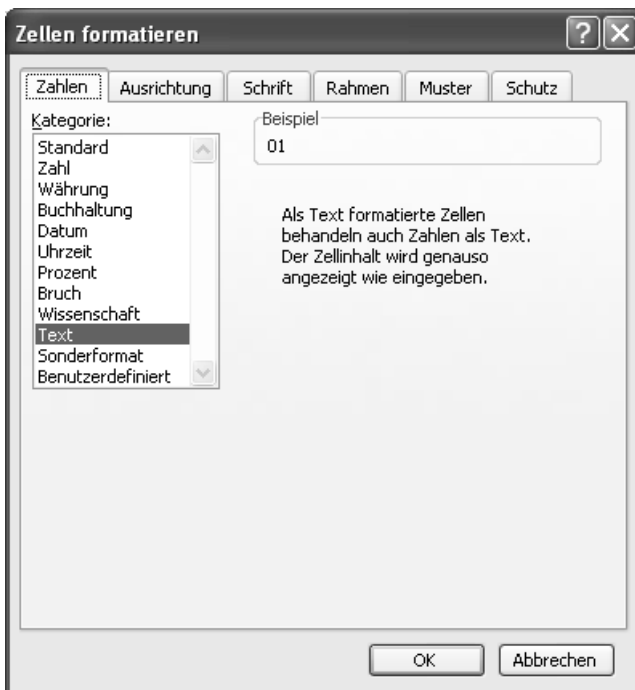 Zellen formatieren
?
Zahlen Ausrichtung Schrift Rahmen Muster Schutz
Kategorie:
Standard
Zahl
Währung
Buchhaltung
Datum
Uhrzeit
Prozent
Bruch
Wissenschaft
Text
Sonderformat
Benutzerdefiniert
Beispiel
01
Als Text formatierte Zellen
behandeln auch Zahlen als Text.
Der Zellinhalt wird genauso
angezeigt wie eingegeben.
OK Abbrechen